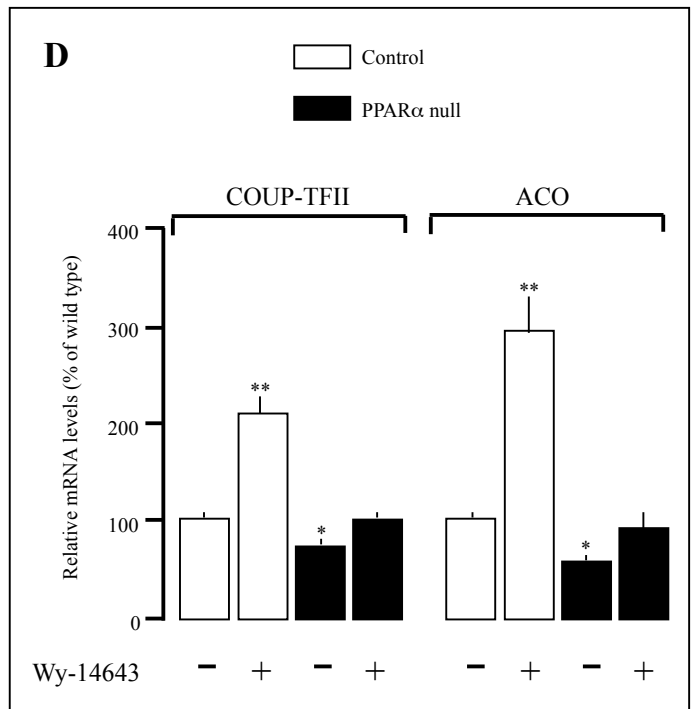 D
Control
PPARα null
COUP-TFII ACO
Relative mRNA levels (% of wild type)
400
300
200
100
0
** * ** *
Wy-14643 − + − + − + − +